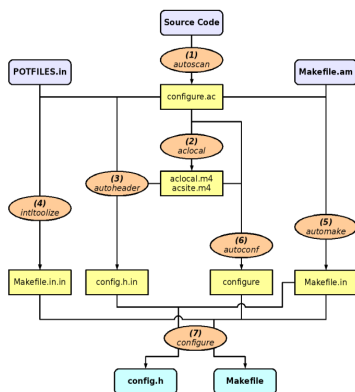 Source Code
(1)
autoscan
POTFILES.in
Makefile.am
configure.ac
(2)
aclocal
(3)
autoheader
aclocal.m4
acsite.m4
(4)
intltoolize
(5)
automake
(6)
autoconf
Makefile.in.in
config.h.in
configure
Makefile.in
(7)
configure
config.h
Makefile